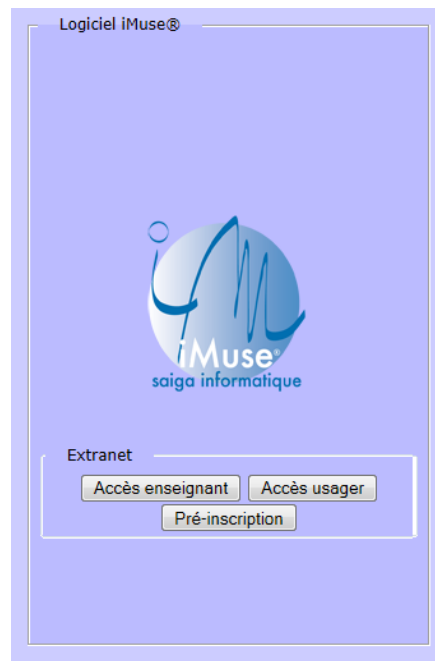 Logiciel iMuse®
iMuse®
saiga informatique
Extranet
Accès enseignant Accès usager
Pré-inscription